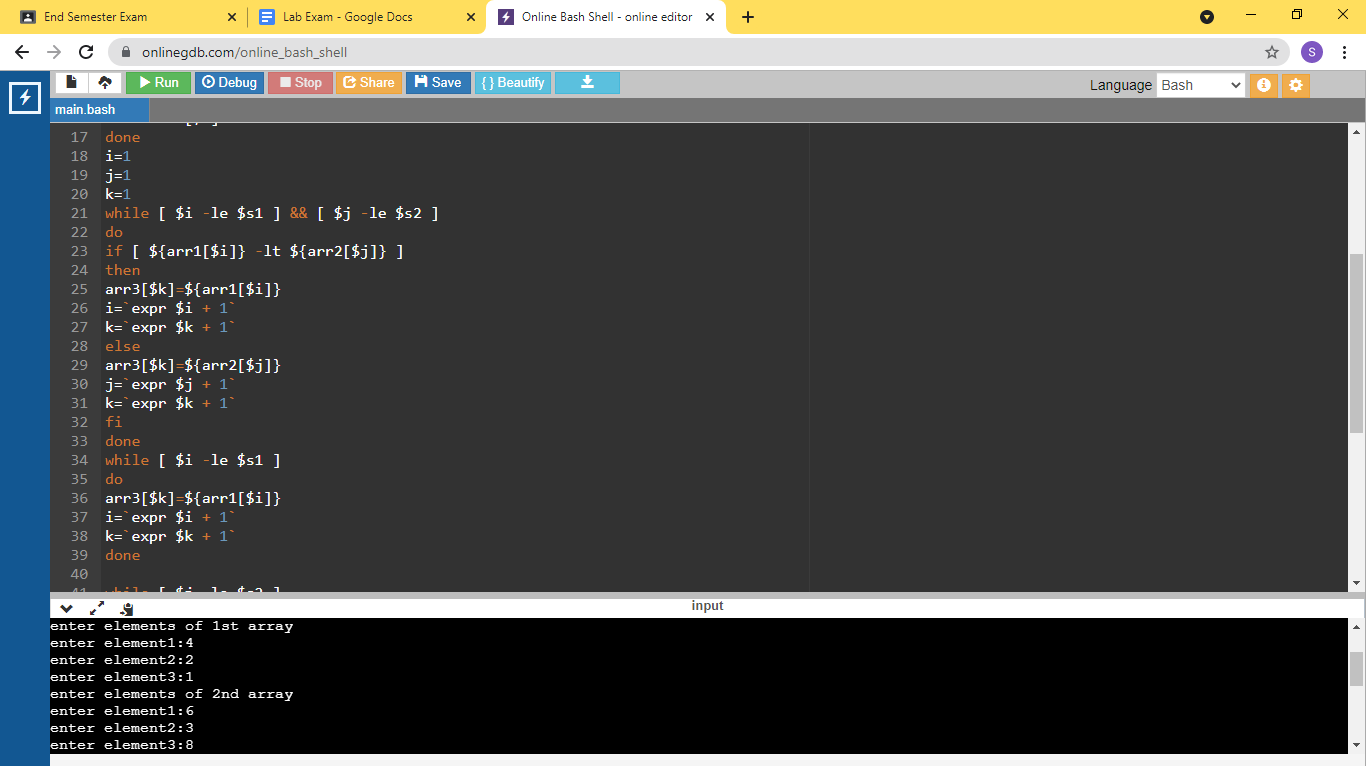 End Semester Exam
Lab Exam - Google Docs
Online Bash Shell - online editor
onlinegdb.com/online_bash_shell
S
Run Debug Stop Share Save { } Beautify
Language Bash
main.bash
17 done
18 i=1
19 j=1
20 k=1
21 while [ $i -le $s1 ] && [ $j -le $s2 ]
22 do
23 if [ ${arr1[$i]} -lt ${arr2[$j]} ]
24 then
25 arr3[$k]=${arr1[$i]}
26 i=`expr $i + 1`
27 k=`expr $k + 1`
28 else
29 arr3[$k]=${arr2[$j]}
30 j=`expr $j + 1`
31 k=`expr $k + 1`
32 fi
33 done
34 while [ $i -le $s1 ]
35 do
36 arr3[$k]=${arr1[$i]}
37 i=`expr $i + 1`
38 k=`expr $k + 1`
39 done
40
input
enter elements of 1st array
enter element1:4
enter element2:2
enter element3:1
enter elements of 2nd array
enter element1:6
enter element2:3
enter element3:8